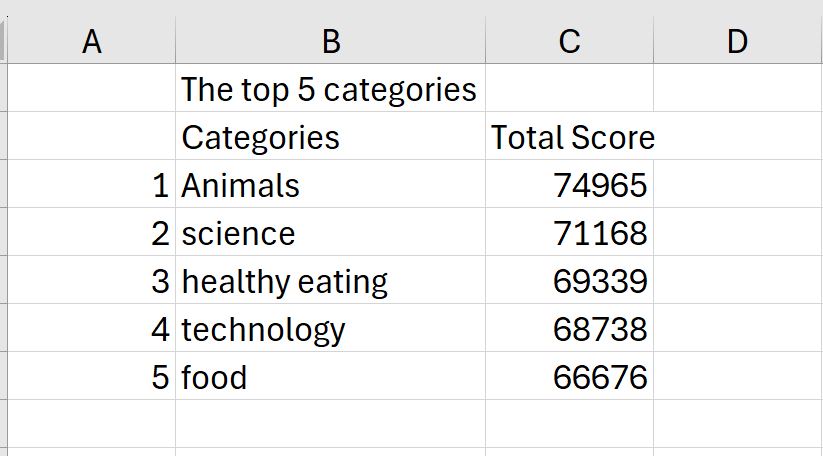 A B C D
The top 5 categories
Categories Total Score
1 Animals 74965
2 science 71168
3 healthy eating 69339
4 technology 68738
5 food 66676